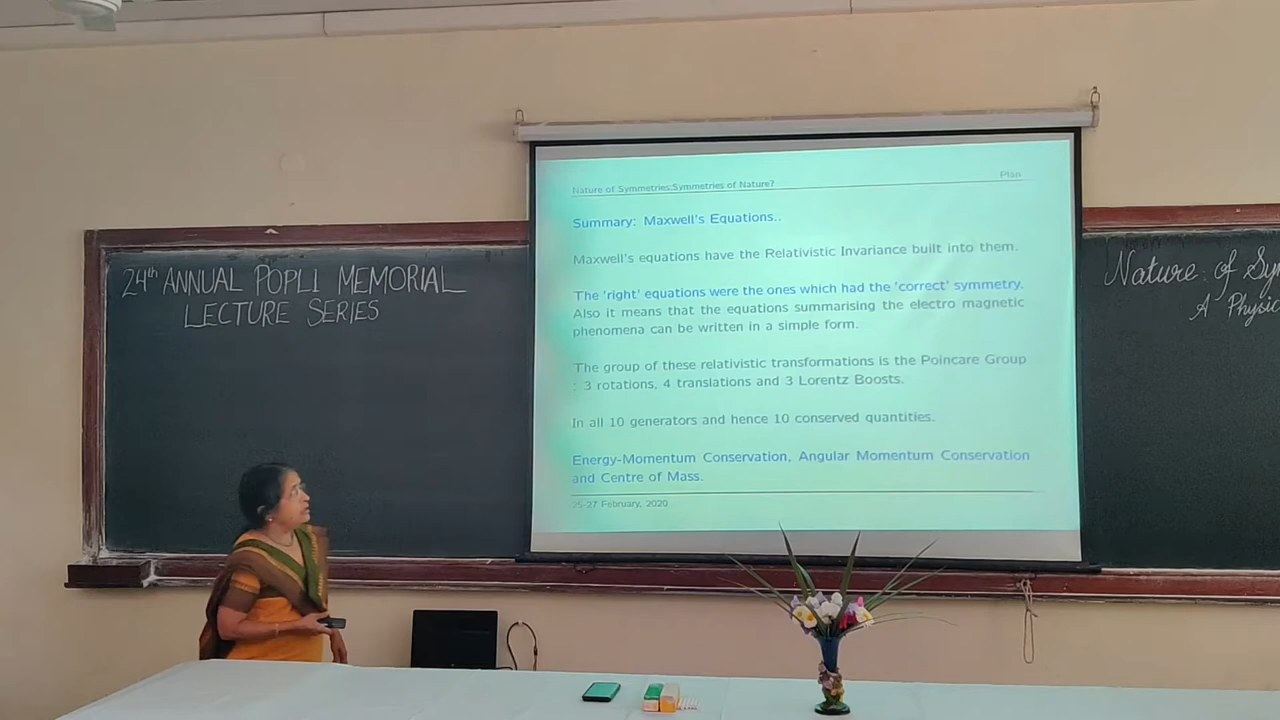 24th ANNUAL POPLI MEMORIAL
LECTURE SERIES
Nature of Symmetries:Symmetries of Nature?
Plan
Summary: Maxwell's Equations..
Maxwell's equations have the Relativistic Invariance built into them.
The 'right' equations were the ones which had the 'correct' symmetry.
Also it means that the equations summarising the electro magnetic
phenomena can be written in a simple form.
The group of these relativistic transformations is the Poincare Group
: 3 rotations, 4 translations and 3 Lorentz Boosts.
In all 10 generators and hence 10 conserved quantities.
Energy-Momentum Conservation, Angular Momentum Conservation
and Centre of Mass.
25-27 February, 2020
Nature of Sy
A Physic